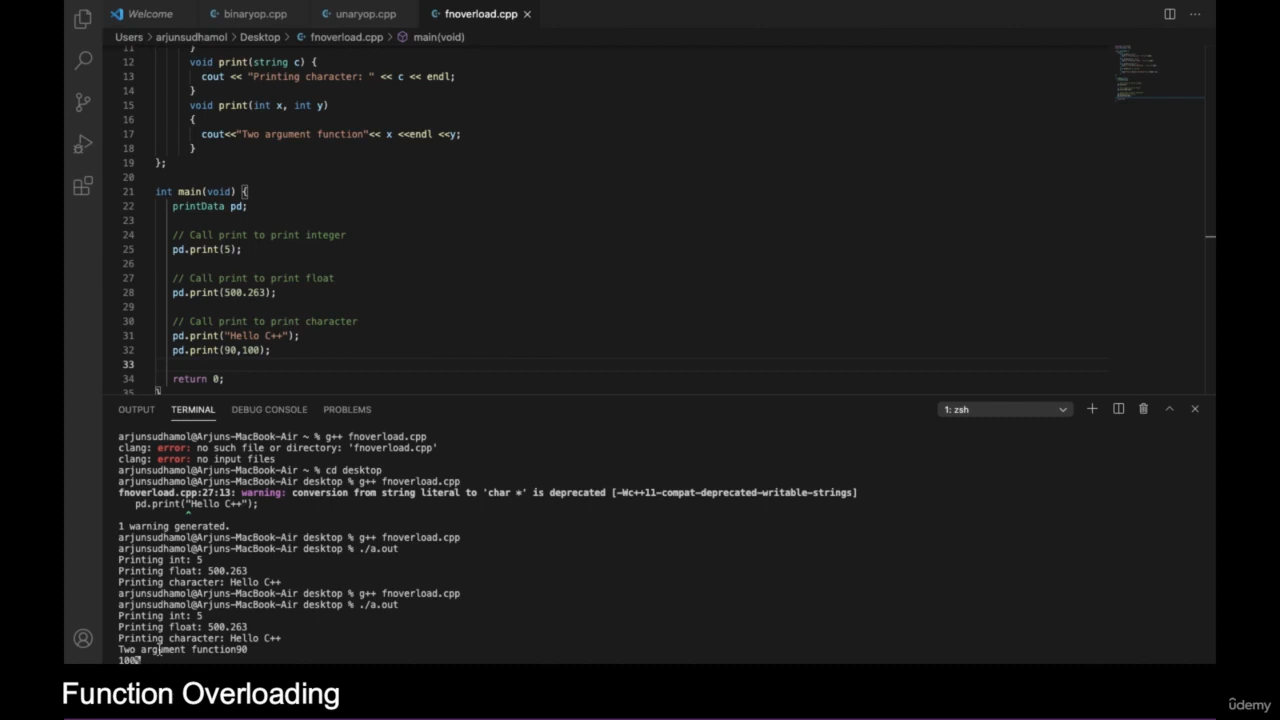 Welcome binaryop.cpp unaryop.cpp fnoverload.cpp
Users > arjunsudhamol > Desktop > fnoverload.cpp > main(void)
11 }
12 void print(string c) {
13 cout << "Printing character: " << c << endl;
14 }
15 void print(int x, int y)
16 {
17 cout<<"Two argument function"<< x <<endl <<y;
18 }
19 };
20
21 int main(void) {
22 printData pd;
23
24 // Call print to print integer
25 pd.print(5);
26
27 // Call print to print float
28 pd.print(500.263);
29
30 // Call print to print character
31 pd.print("Hello C++");
32 pd.print(90,100);
33
34 return 0;
35 }
OUTPUT TERMINAL DEBUG CONSOLE PROBLEMS 1: zsh
arjunsudhamol@Arjuns-MacBook-Air ~ % g++ fnoverload.cpp
clang: error: no such file or directory: 'fnoverload.cpp'
clang: error: no input files
arjunsudhamol@Arjuns-MacBook-Air ~ % cd desktop
arjunsudhamol@Arjuns-MacBook-Air desktop % g++ fnoverload.cpp
fnoverload.cpp:27:13: warning: conversion from string literal to 'char *' is deprecated [-Wc++11-compat-deprecated-writable-strings]
pd.print("Hello C++");
^
1 warning generated.
arjunsudhamol@Arjuns-MacBook-Air desktop % g++ fnoverload.cpp
arjunsudhamol@Arjuns-MacBook-Air desktop % ./a.out
Printing int: 5
Printing float: 500.263
Printing character: Hello C++
arjunsudhamol@Arjuns-MacBook-Air desktop % g++ fnoverload.cpp
arjunsudhamol@Arjuns-MacBook-Air desktop % ./a.out
Printing int: 5
Printing float: 500.263
Printing character: Hello C++
Two argument function90
100%
Function Overloading
ûdemy